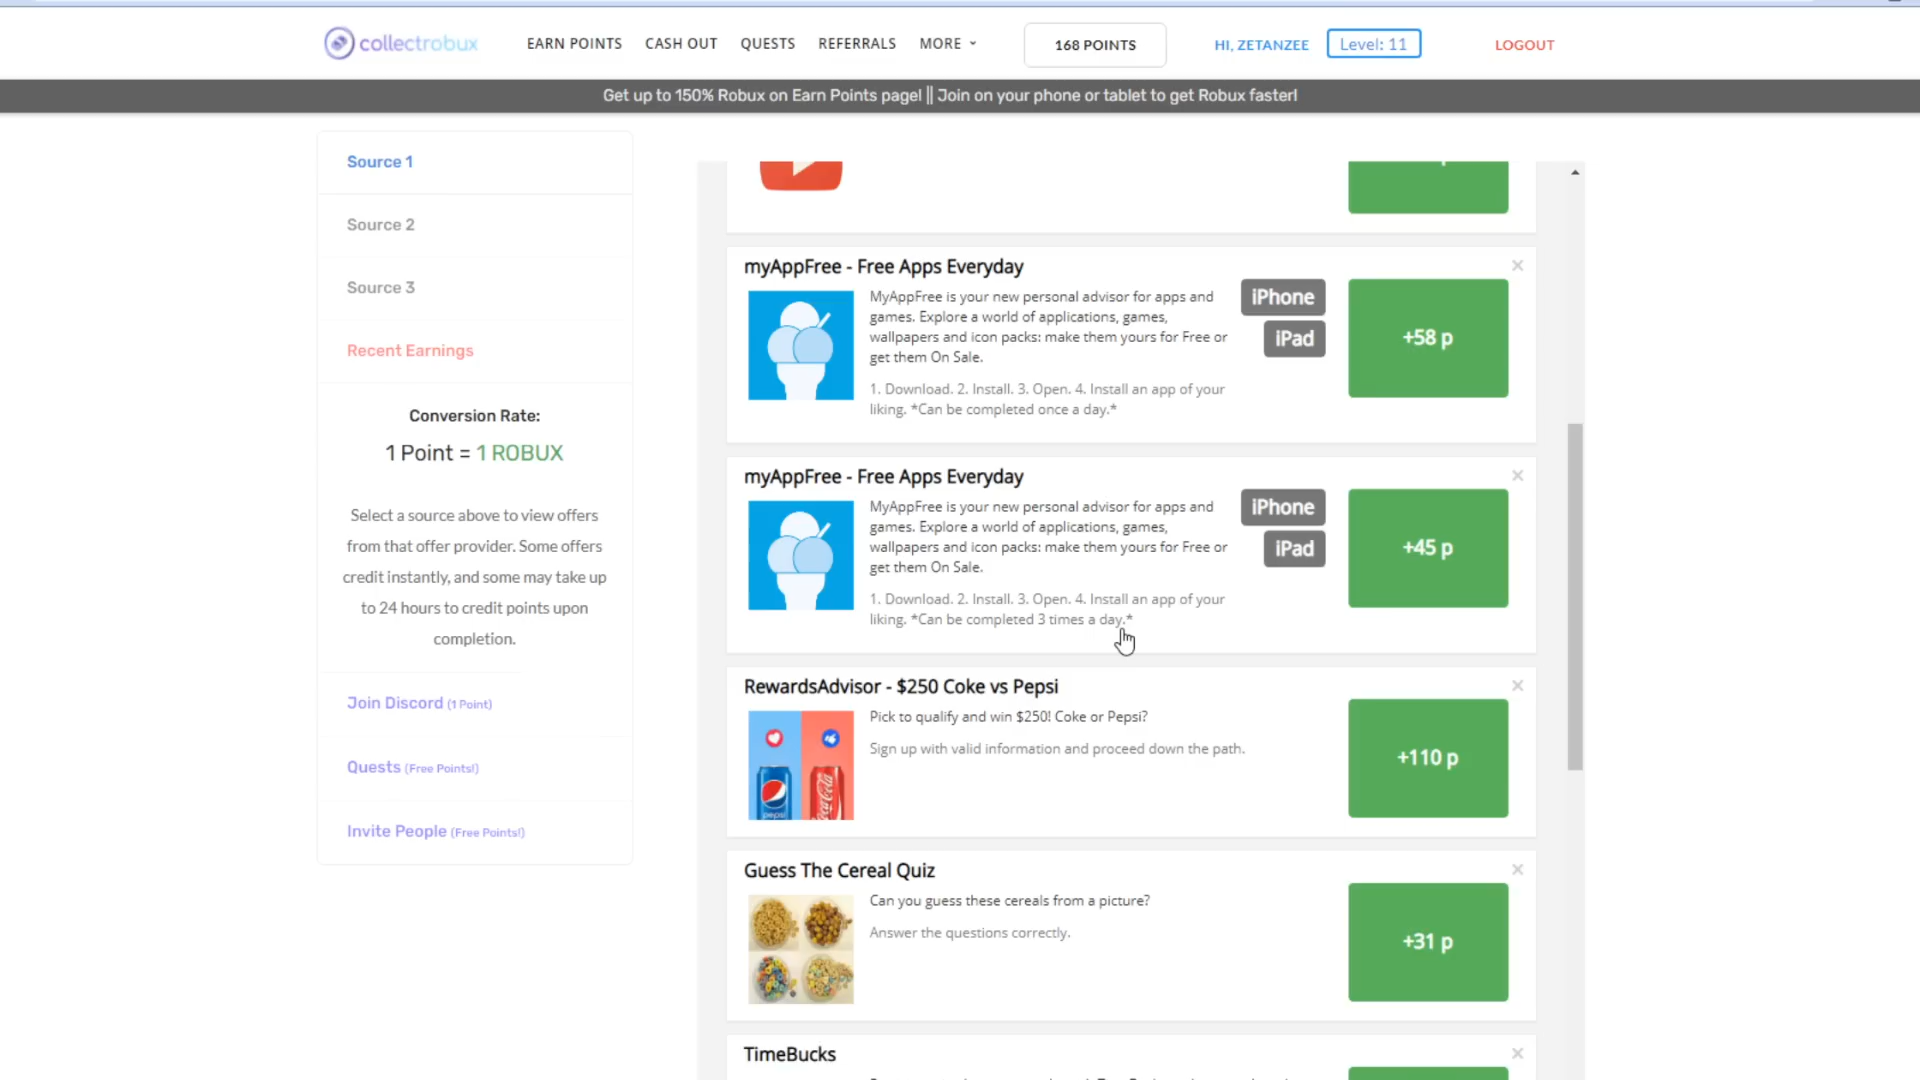 collectrobux
EARN POINTS
CASH OUT
QUESTS
REFERRALS
MORE
168 POINTS
HI, ZETANZEE
Level: 11
LOGOUT
Get up to 150% Robux on Earn Points page! || Join on your phone or tablet to get Robux faster!
Source 1
Source 2
Source 3
Recent Earnings
Conversion Rate:
1 Point = 1 ROBUX
Select a source above to view offers
from that offer provider. Some offers
credit instantly, and some may take up
to 24 hours to credit points upon
completion.
Join Discord (1 Point)
Quests (Free Points!)
Invite People (Free Points!)
myAppFree - Free Apps Everyday
MyAppFree is your new personal advisor for apps and
games. Explore a world of applications, games,
wallpapers and icon packs: make them yours for Free or
get them On Sale.
1. Download. 2. Install. 3. Open. 4. Install an app of your
liking. *Can be completed once a day.*
iPhone
iPad
+58 p
myAppFree - Free Apps Everyday
MyAppFree is your new personal advisor for apps and
games. Explore a world of applications, games,
wallpapers and icon packs: make them yours for Free or
get them On Sale.
1. Download. 2. Install. 3. Open. 4. Install an app of your
liking. *Can be completed 3 times a day.*
iPhone
iPad
+45 p
RewardsAdvisor - $250 Coke vs Pepsi
Pick to qualify and win $250! Coke or Pepsi?
Sign up with valid information and proceed down the path.
pepsi
Coca-Cola
+110 p
Guess The Cereal Quiz
Can you guess these cereals from a picture?
Answer the questions correctly.
+31 p
TimeBucks